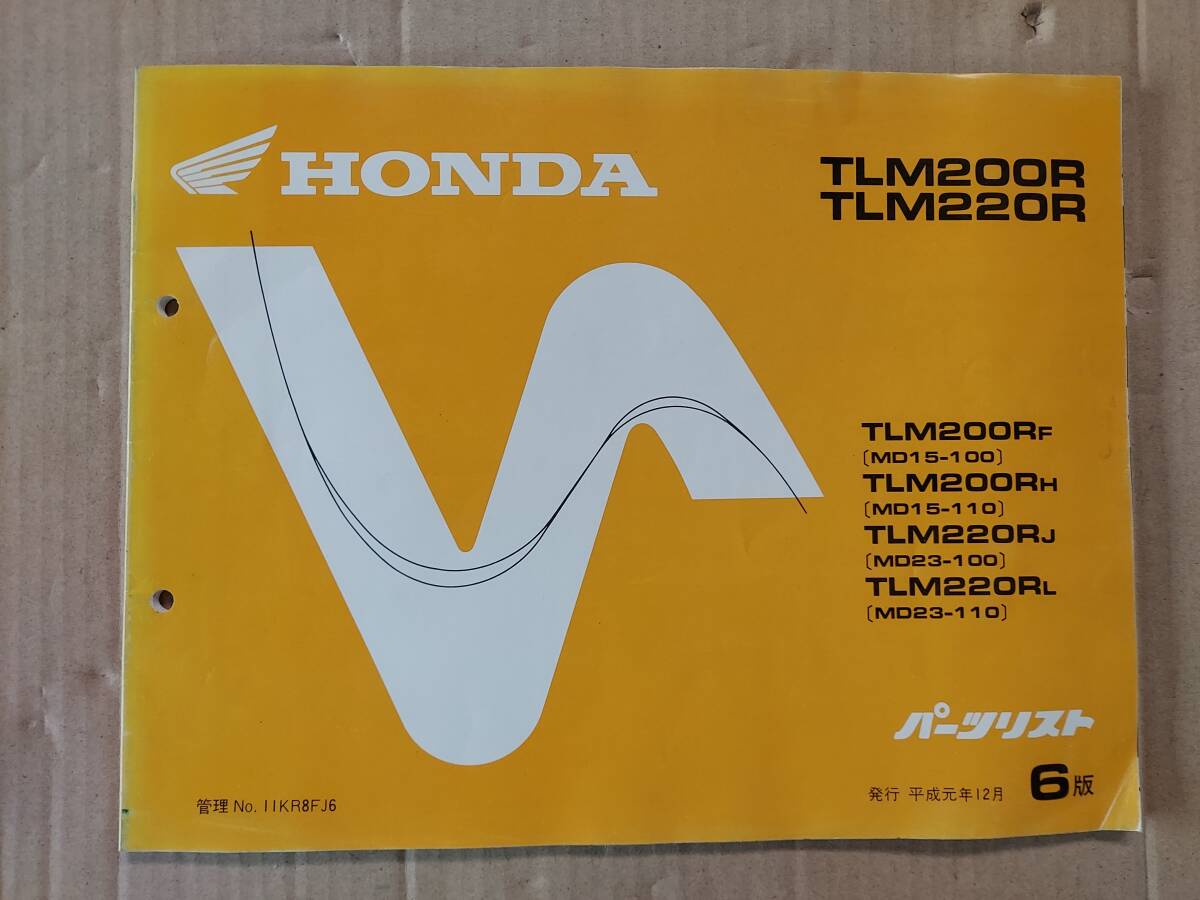 HONDA
TLM200R
TLM220R
TLM200RF
〔MD15-100〕
TLM200RH
〔MD15-110〕
TLM220RJ
〔MD23-100〕
TLM220RL
〔MD23-110〕
パーツリスト
管理 No. 11KR8FJ6
発行 平成元年12月 6版